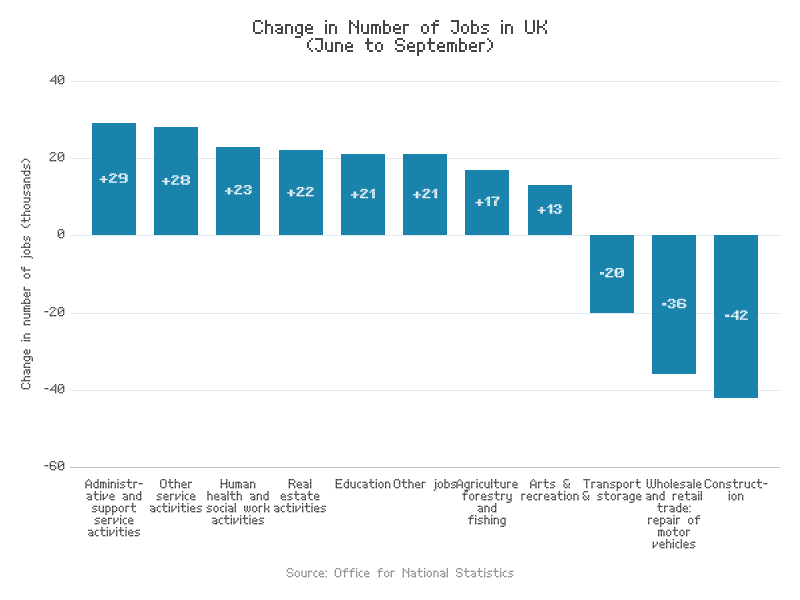 Change in Number of Jobs in UK
(June to September)
Change in number of jobs (thousands)
40
20
0
-20
-40
-60
+29
+28
+23
+22
+21
+21
+17
+13
-20
-36
-42
Administr-
ative and
support
service
activities
Other
service
activities
Human
health and
social work
activities
Real
estate
activities
Education
Other jobs
Agriculture
forestry
and
fishing
Arts &
recreation
Transport
& storage
Wholesale
and retail
trade:
repair of
motor
vehicles
Construct-
ion
Source: Office for National Statistics